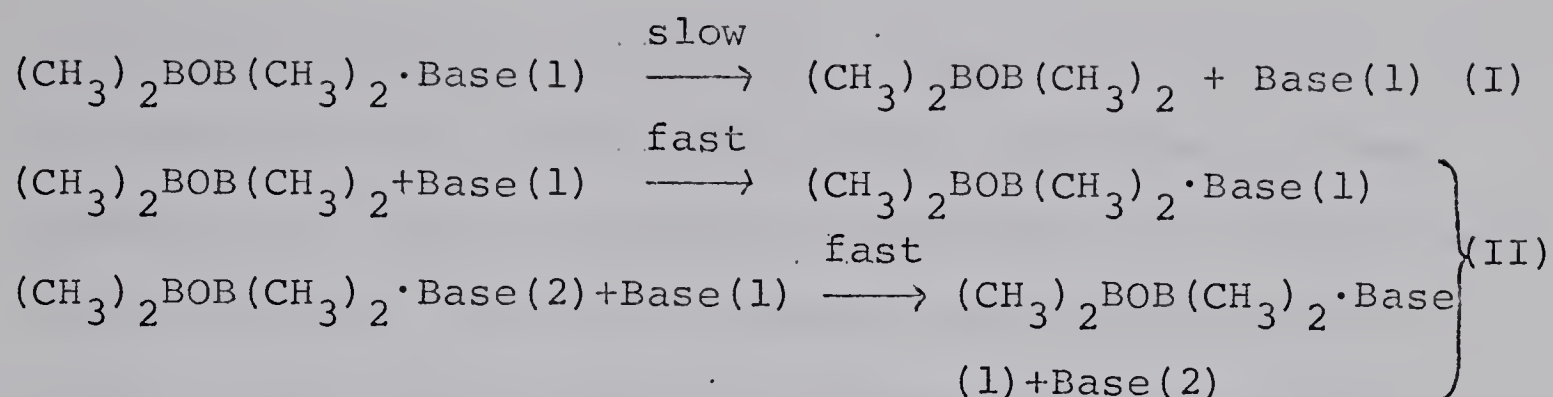 slow
(CH₃)₂BOB(CH₃)₂·Base(1) ⟶ (CH₃)₂BOB(CH₃)₂ + Base(1) (I)
fast
(CH₃)₂BOB(CH₃)₂+Base(1) ⟶ (CH₃)₂BOB(CH₃)₂·Base(1)
fast
(CH₃)₂BOB(CH₃)₂·Base(2)+Base(1) ⟶ (CH₃)₂BOB(CH₃)₂·Base (II)
(1)+Base(2)